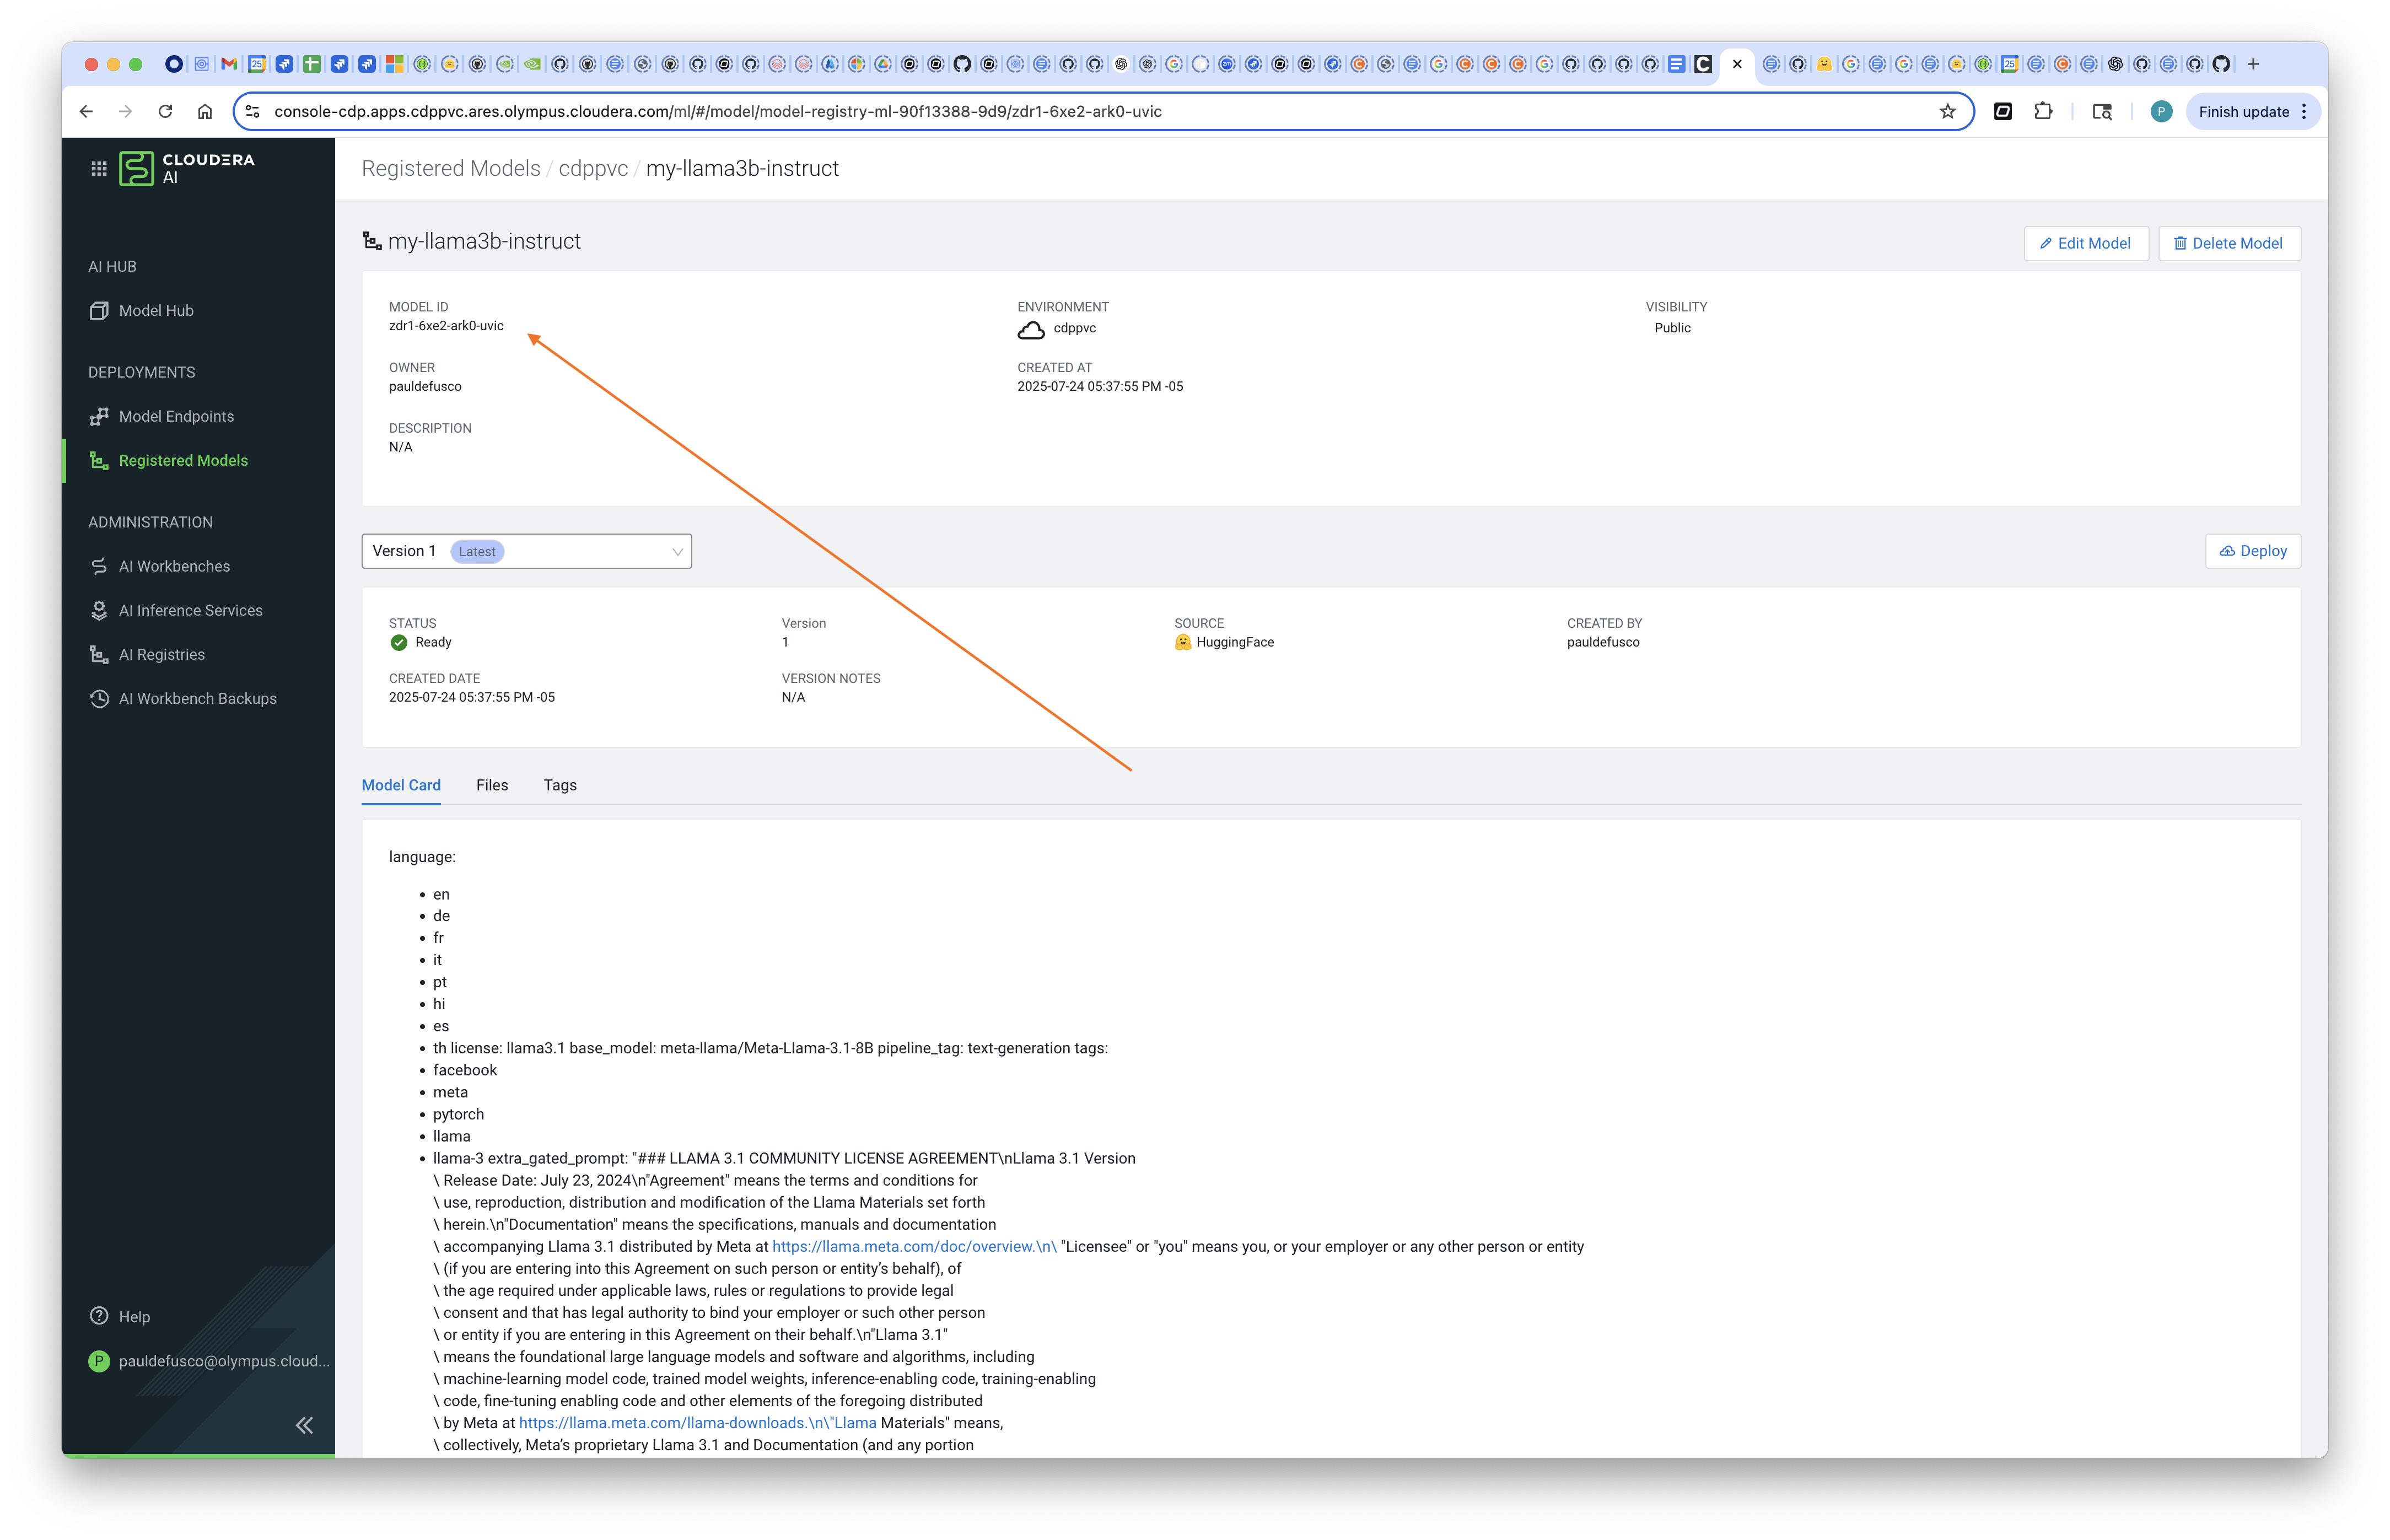 console-cdp.apps.cdppvc.ares.olympus.cloudera.com/ml/#/model/model-registry-ml-90f13388-9d9/zdr1-6xe2-ark0-uvic
P
Finish update
CLOUDERA
AI
AI HUB
Model Hub
DEPLOYMENTS
Model Endpoints
Registered Models
ADMINISTRATION
AI Workbenches
AI Inference Services
AI Registries
AI Workbench Backups
Help
P pauldefusco@olympus.cloud...
Registered Models / cdppvc / my-llama3b-instruct
my-llama3b-instruct
Edit Model
Delete Model
MODEL ID
zdr1-6xe2-ark0-uvic
ENVIRONMENT
cdppvc
VISIBILITY
Public
OWNER
pauldefusco
CREATED AT
2025-07-24 05:37:55 PM -05
DESCRIPTION
N/A
Version 1 Latest
Deploy
STATUS
Ready
Version
1
SOURCE
HuggingFace
CREATED BY
pauldefusco
CREATED DATE
2025-07-24 05:37:55 PM -05
VERSION NOTES
N/A
Model Card Files Tags
language:
• en
• de
• fr
• it
• pt
• hi
• es
• th license: llama3.1 base_model: meta-llama/Meta-Llama-3.1-8B pipeline_tag: text-generation tags:
• facebook
• meta
• pytorch
• llama
• llama-3 extra_gated_prompt: "### LLAMA 3.1 COMMUNITY LICENSE AGREEMENT\nLlama 3.1 Version
\ Release Date: July 23, 2024\n"Agreement" means the terms and conditions for
\ use, reproduction, distribution and modification of the Llama Materials set forth
\ herein.\n"Documentation" means the specifications, manuals and documentation
\ accompanying Llama 3.1 distributed by Meta at https://llama.meta.com/doc/overview.\n\ "Licensee" or "you" means you, or your employer or any other person or entity
\ (if you are entering into this Agreement on such person or entity’s behalf), of
\ the age required under applicable laws, rules or regulations to provide legal
\ consent and that has legal authority to bind your employer or such other person
\ or entity if you are entering in this Agreement on their behalf.\n"Llama 3.1"
\ means the foundational large language models and software and algorithms, including
\ machine-learning model code, trained model weights, inference-enabling code, training-enabling
\ code, fine-tuning enabling code and other elements of the foregoing distributed
\ by Meta at https://llama.meta.com/llama-downloads.\n\"Llama Materials" means,
\ collectively, Meta’s proprietary Llama 3.1 and Documentation (and any portion